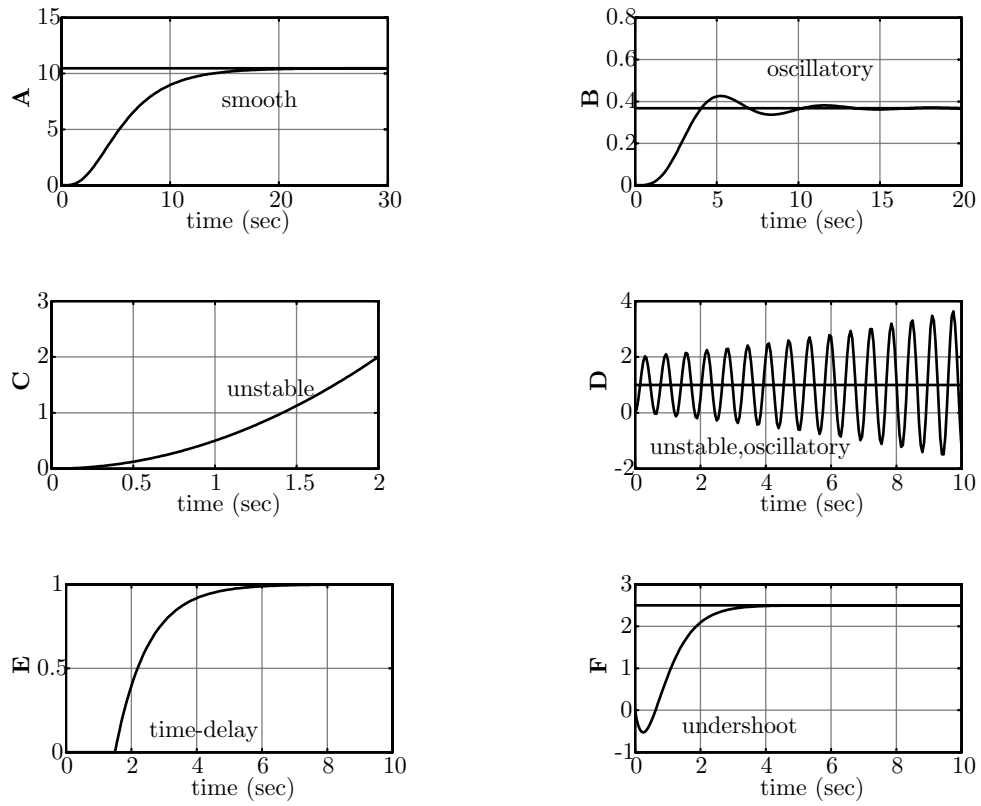 15
10
5
0
A
smooth
0 10 20 30
time (sec)
0.8
0.6
0.4
0.2
0
B
oscillatory
0 5 10 15 20
time (sec)
3
2
1
0
C
unstable
0 0.5 1 1.5 2
time (sec)
4
2
0
-2
D
unstable,oscillatory
0 2 4 6 8 10
time (sec)
1
0.5
0
E
time-delay
0 2 4 6 8 10
time (sec)
3
2
1
0
-1
F
undershoot
0 2 4 6 8 10
time (sec)